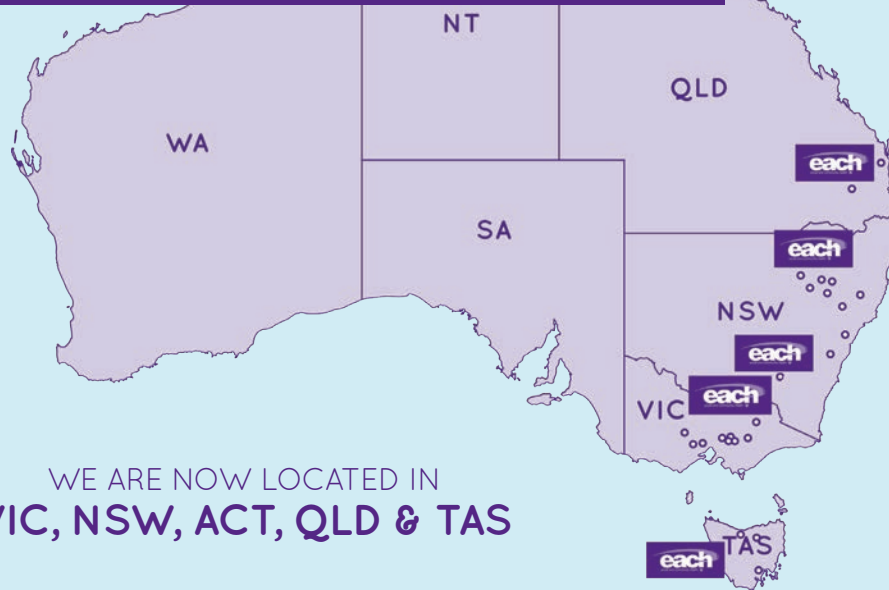 NT
QLD
WA
each
SA
each
NSW
each
each
VIC
WE ARE NOW LOCATED IN
VIC, NSW, ACT, QLD & TAS
TAS
each